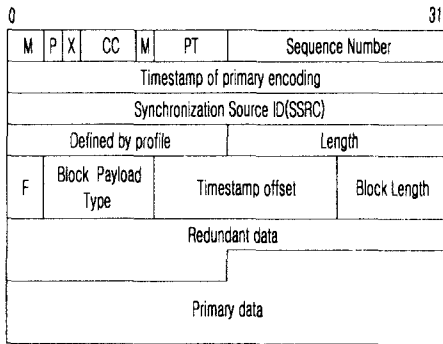 0 31
M P X CC M PT Sequence Number
Timestamp of primary encoding
Synchronization Source ID(SSRC)
Defined by profile Length
F Block Payload Type Timestamp offset Block Length
Redundant data
Primary data